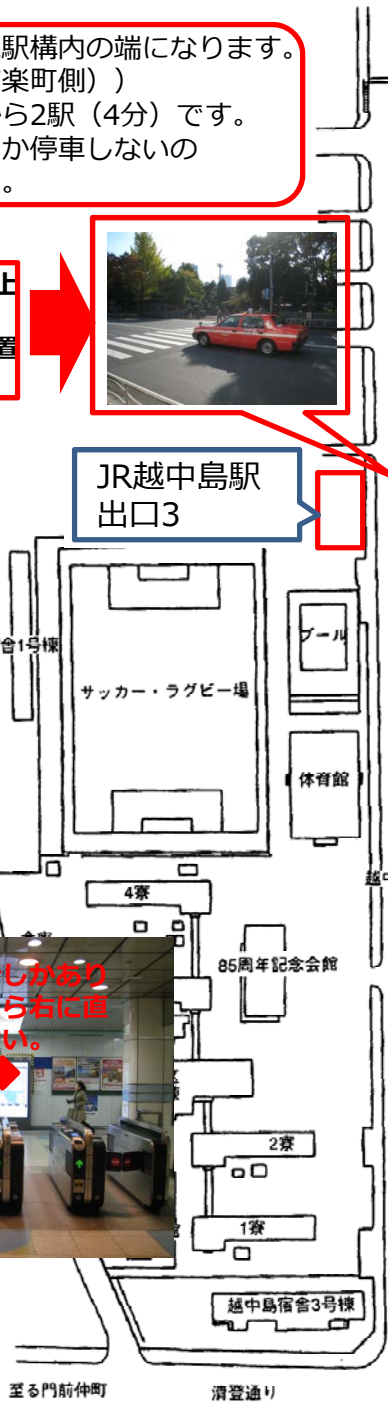 駅構内の端になります。
楽町側））
ら2駅（4分）です。
か停車しないの
。
上
置
JR越中島駅
出口3
舎1号棟
プール
サッカー・ラグビー場
体育館
越中
4寮
しかあり
ら右に直
い。
85周年記念会館
2寮
1寮
越中島宿舎3号棟
至る門前仲町
清登通り